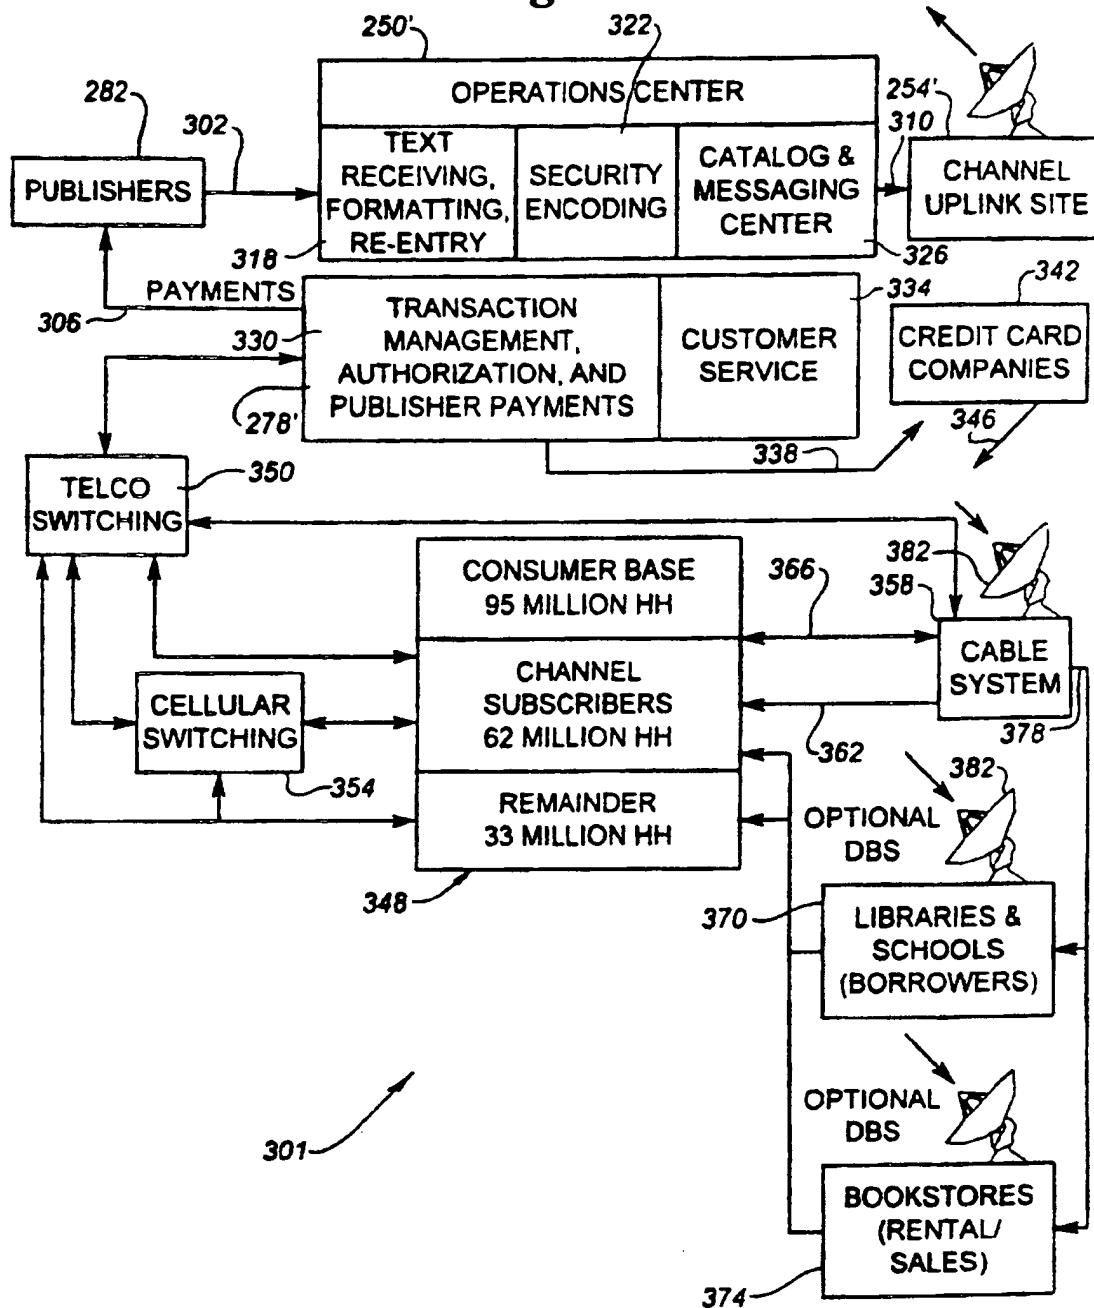 g
250'
322
282
302
OPERATIONS CENTER
254'
310
PUBLISHERS
TEXT
RECEIVING,
FORMATTING,
RE-ENTRY
318
SECURITY
ENCODING
CATALOG &
MESSAGING
CENTER
326
CHANNEL
UPLINK SITE
PAYMENTS
306
330
TRANSACTION
MANAGEMENT,
AUTHORIZATION, AND
PUBLISHER PAYMENTS
278'
334
CUSTOMER
SERVICE
342
CREDIT CARD
COMPANIES
346
338
TELCO
SWITCHING
350
CONSUMER BASE
95 MILLION HH
366
382
358
CABLE
SYSTEM
378
CHANNEL
SUBSCRIBERS
62 MILLION HH
362
CELLULAR
SWITCHING
354
REMAINDER
33 MILLION HH
348
382
OPTIONAL
DBS
370
LIBRARIES &
SCHOOLS
(BORROWERS)
301
OPTIONAL
DBS
BOOKSTORES
(RENTAL/
SALES)
374